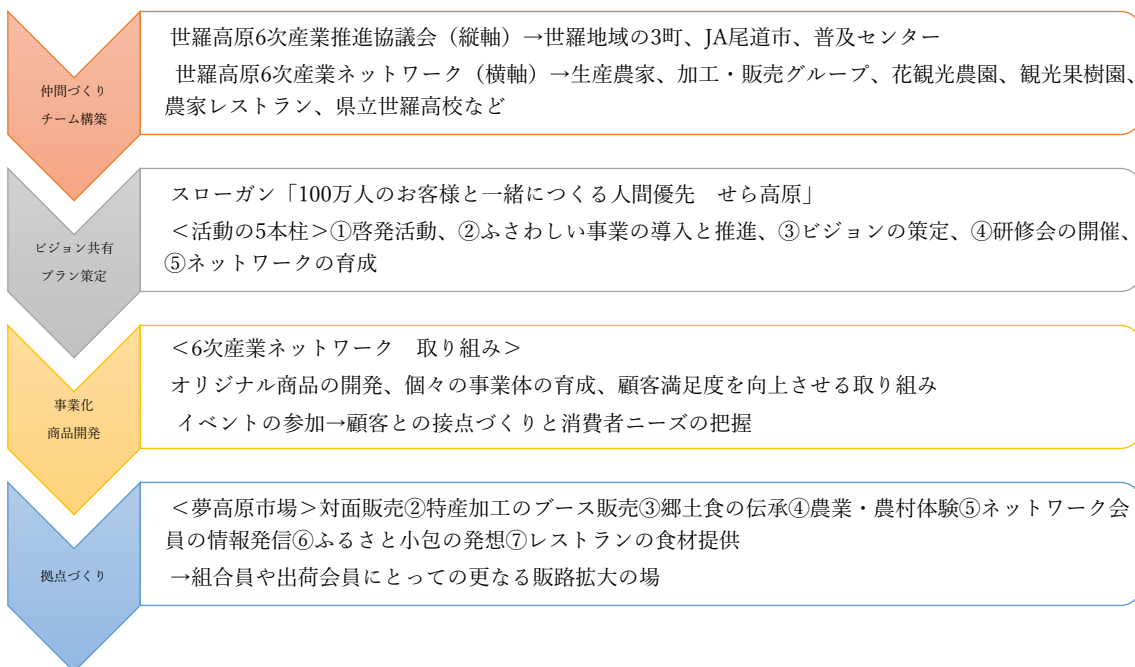 仲間づくり
チーム構築
世羅高原6次産業推進協議会（縦軸）→世羅地域の3町、JA尾道市、普及センター
世羅高原6次産業ネットワーク（横軸）→生産農家、加工・販売グループ、花観光農園、観光果樹園、
農家レストラン、県立世羅高校など
ビジョン共有
プラン策定
スローガン「100万人のお客様と一緒につくる人間優先　せら高原」
＜活動の5本柱＞①啓発活動、②ふさわしい事業の導入と推進、③ビジョンの策定、④研修会の開催、
⑤ネットワークの育成
事業化
商品開発
＜6次産業ネットワーク　取り組み＞
オリジナル商品の開発、個々の事業体の育成、顧客満足度を向上させる取り組み
イベントの参加→顧客との接点づくりと消費者ニーズの把握
拠点づくり
＜夢高原市場＞対面販売②特産加工のブース販売③郷土食の伝承④農業・農村体験⑤ネットワーク会
員の情報発信⑥ふるさと小包の発想⑦レストランの食材提供
→組合員や出荷会員にとっての更なる販路拡大の場